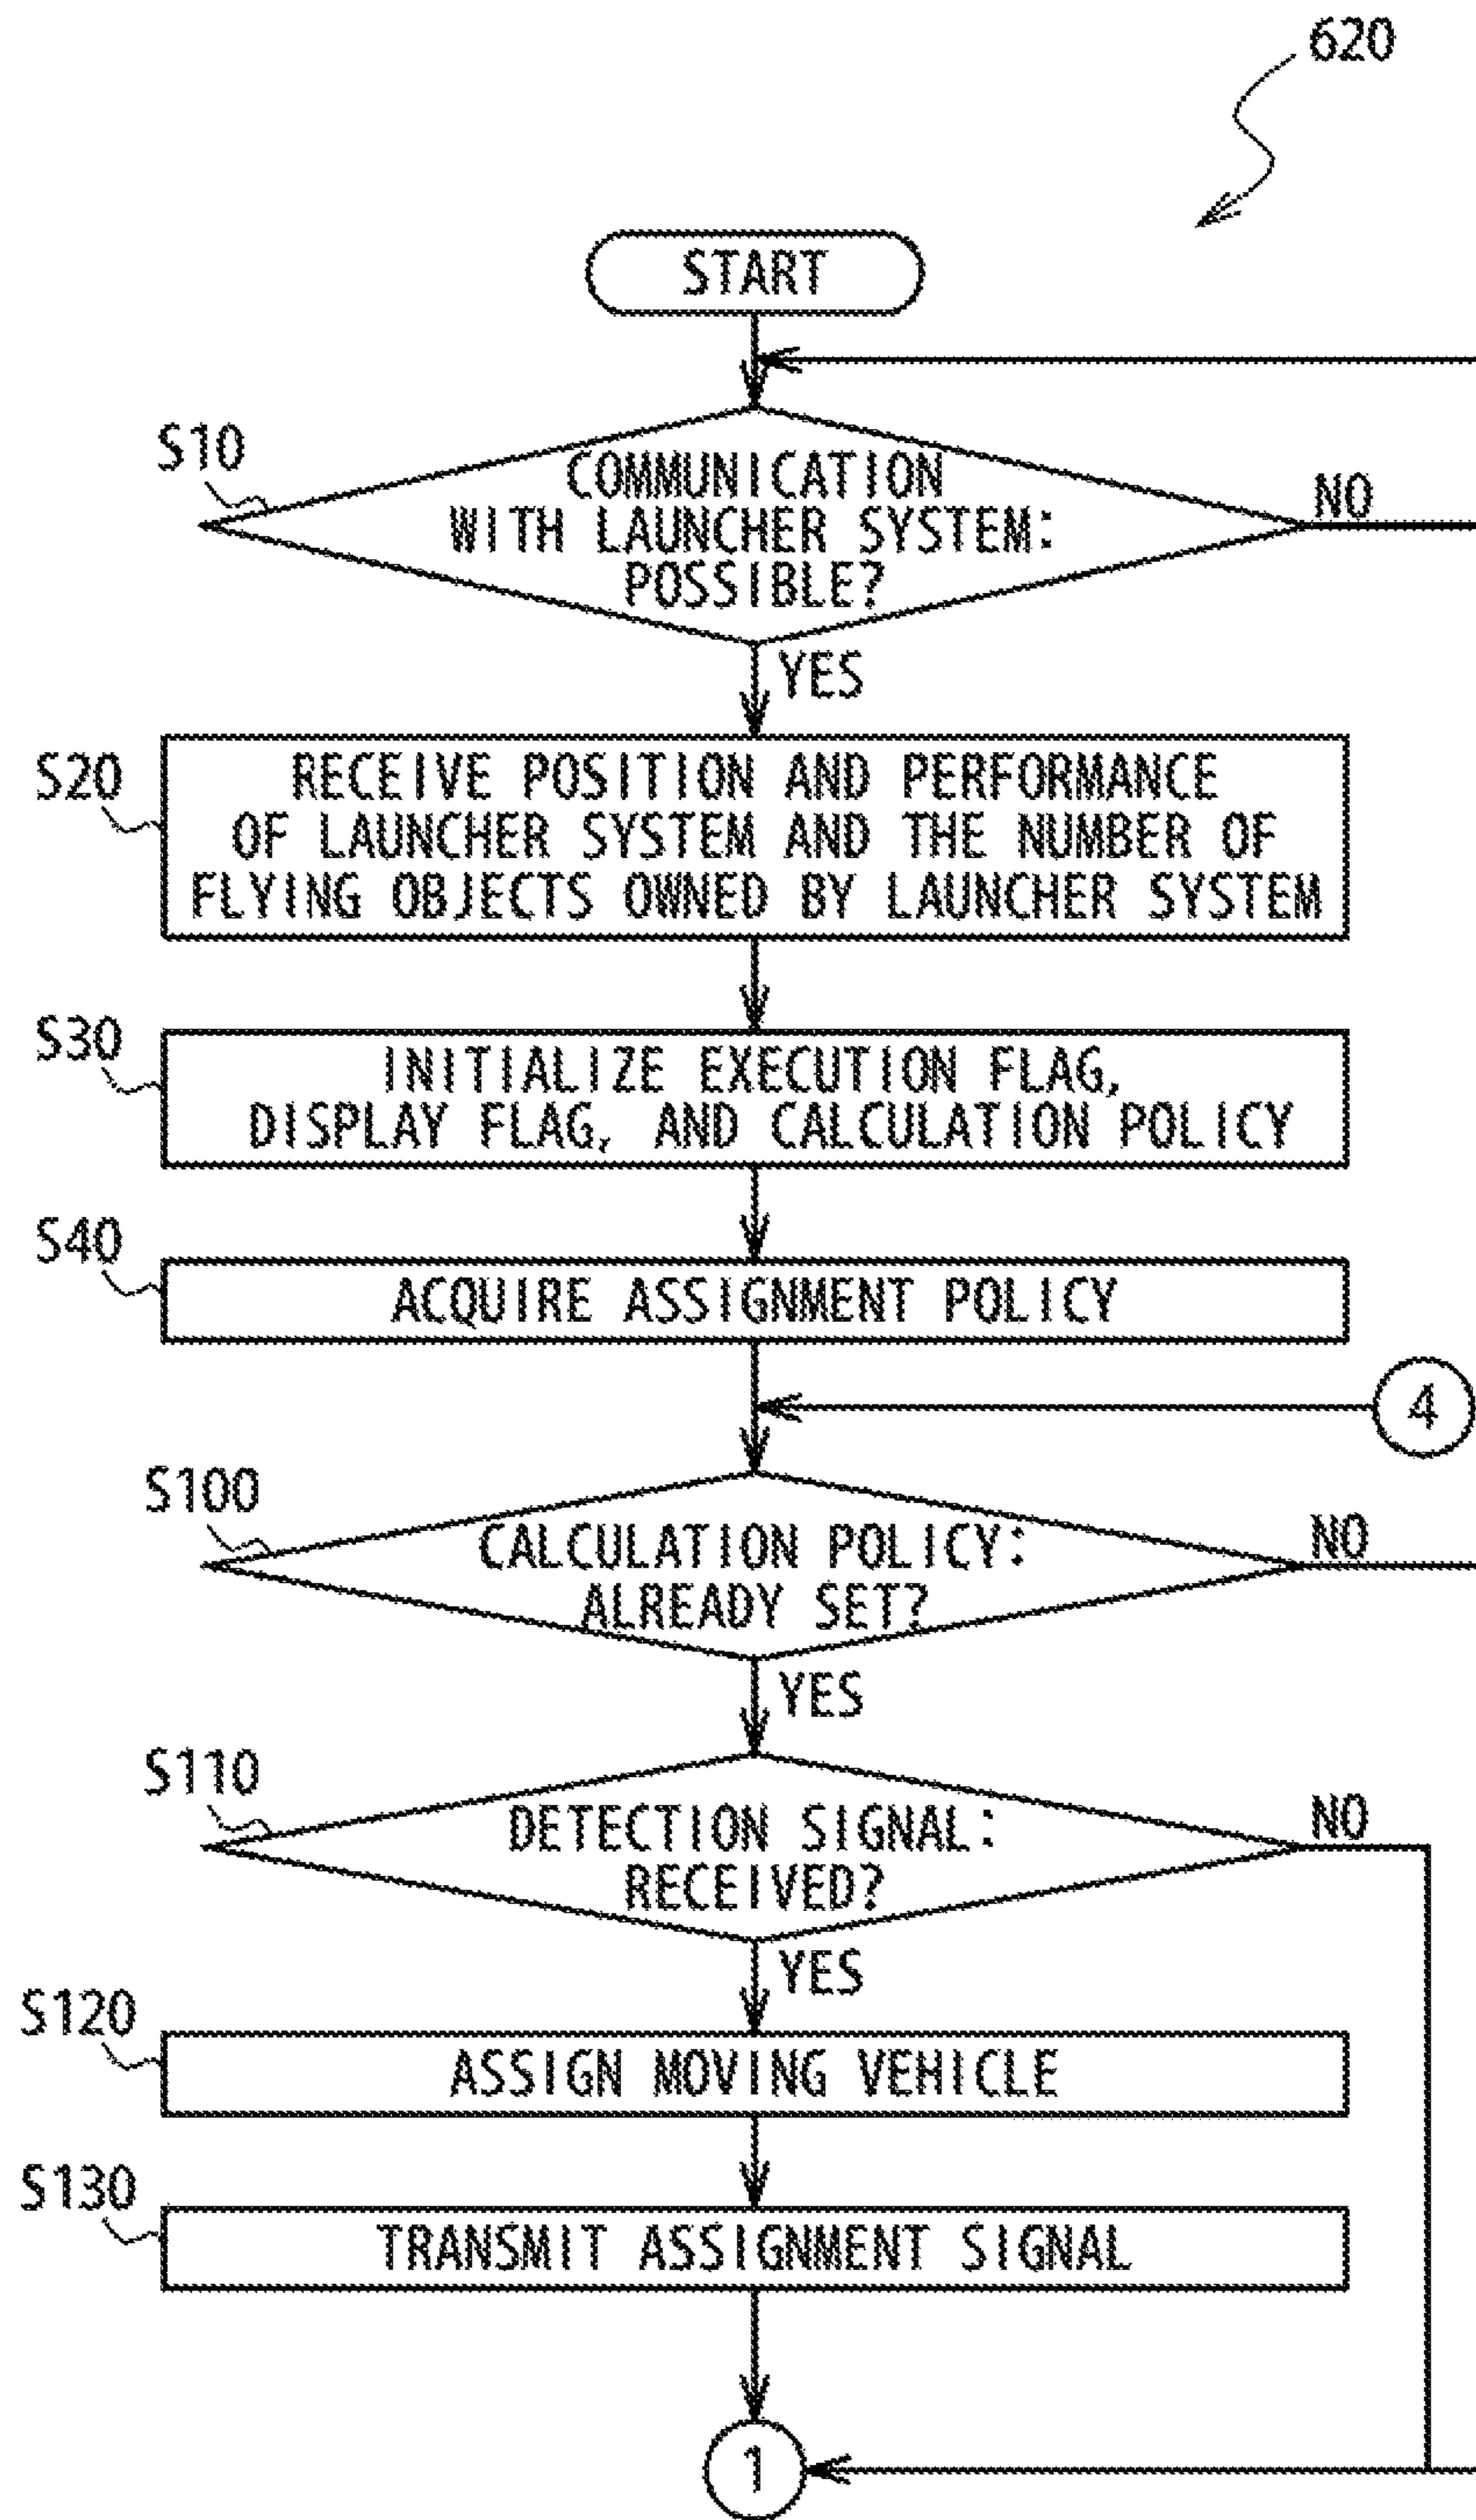 620
START
S10
COMMUNICATION
WITH LAUNCHER SYSTEM:
POSSIBLE?
NO
YES
S20
RECEIVE POSITION AND PERFORMANCE
OF LAUNCHER SYSTEM AND THE NUMBER OF
FLYING OBJECTS OWNED BY LAUNCHER SYSTEM
S30
INITIALIZE EXECUTION FLAG,
DISPLAY FLAG, AND CALCULATION POLICY
S40
ACQUIRE ASSIGNMENT POLICY
4
S100
CALCULATION POLICY:
ALREADY SET?
NO
YES
S110
DETECTION SIGNAL:
RECEIVED?
NO
YES
S120
ASSIGN MOVING VEHICLE
S130
TRANSMIT ASSIGNMENT SIGNAL
1